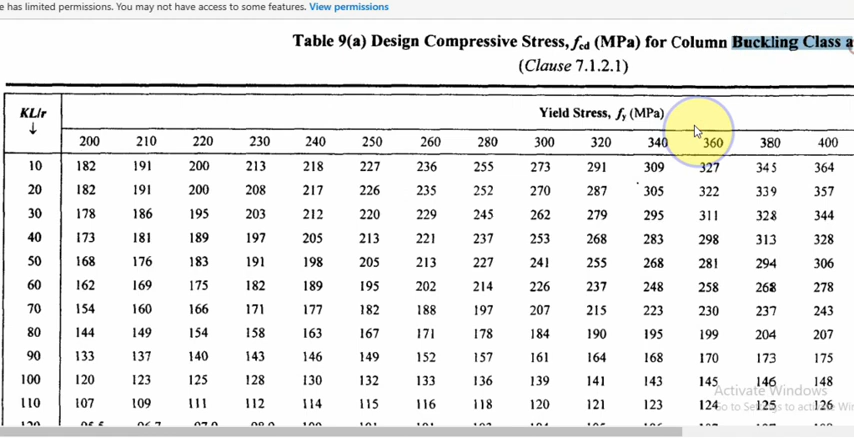 e has limited permissions. You may not have access to some features. View permissions
Table 9(a) Design Compressive Stress, fcd (MPa) for Column Buckling Class a
(Clause 7.1.2.1)
KL/r
↓
Yield Stress, fy (MPa)
200 210 220 230 240 250 260 280 300 320 340 360 380 400
10 182 191 200 213 218 227 236 255 273 291 309 327 345 364
20 182 191 200 208 217 226 235 252 270 287 305 322 339 357
30 178 186 195 203 212 220 229 245 262 279 295 311 328 344
40 173 181 189 197 205 213 221 237 253 268 283 298 313 328
50 168 176 183 191 198 205 213 227 241 255 268 281 294 306
60 162 169 175 182 189 195 202 214 226 237 248 258 268 278
70 154 160 166 171 177 182 188 197 207 215 223 230 237 243
80 144 149 154 158 163 167 171 178 184 190 195 199 204 207
90 133 137 140 143 146 149 152 157 161 164 168 170 173 175
100 120 123 125 128 130 132 133 136 139 141 143 145 146 148
Activate Windows
110 107 109 111 112 114 115 116 118 120 121 123 124 125 126
Go to Settings to activ Wi